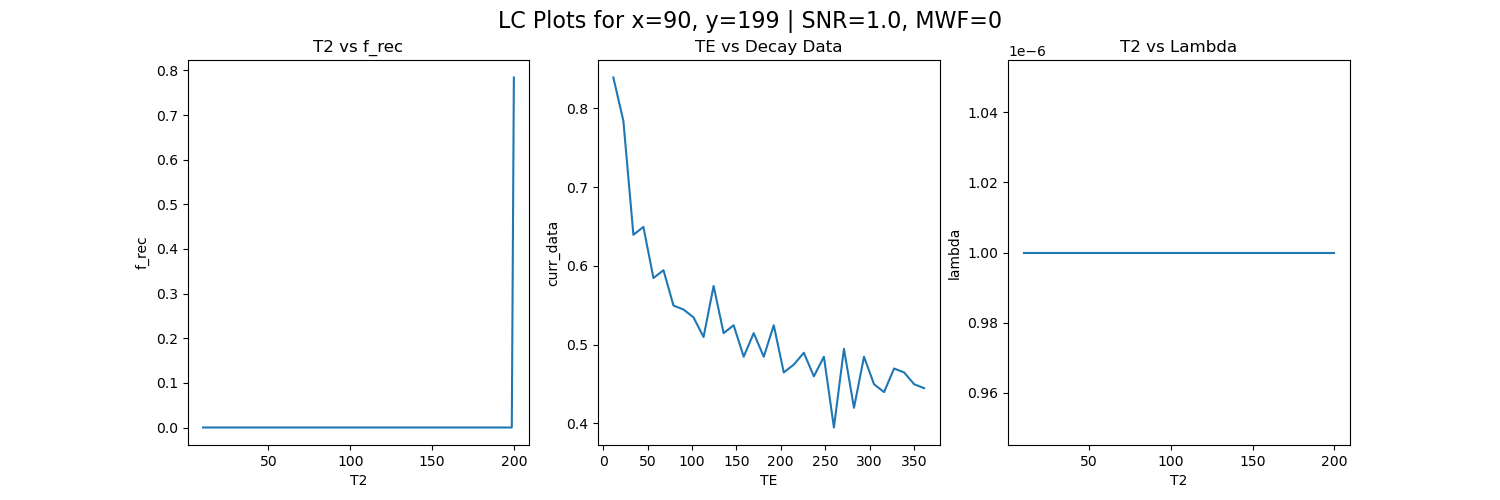 LC Plots for x=90, y=199 | SNR=1.0, MWF=0
T2 vs f_rec
0.8
0.7
0.6
0.5
0.4
0.3
0.2
0.1
0.0
f_rec
50 100 150 200
T2
TE vs Decay Data
0.8
0.7
0.6
0.5
0.4
curr_data
0 50 100 150 200 250 300 350
TE
T2 vs Lambda
1e−6
1.04
1.02
1.00
0.98
0.96
lambda
50 100 150 200
T2